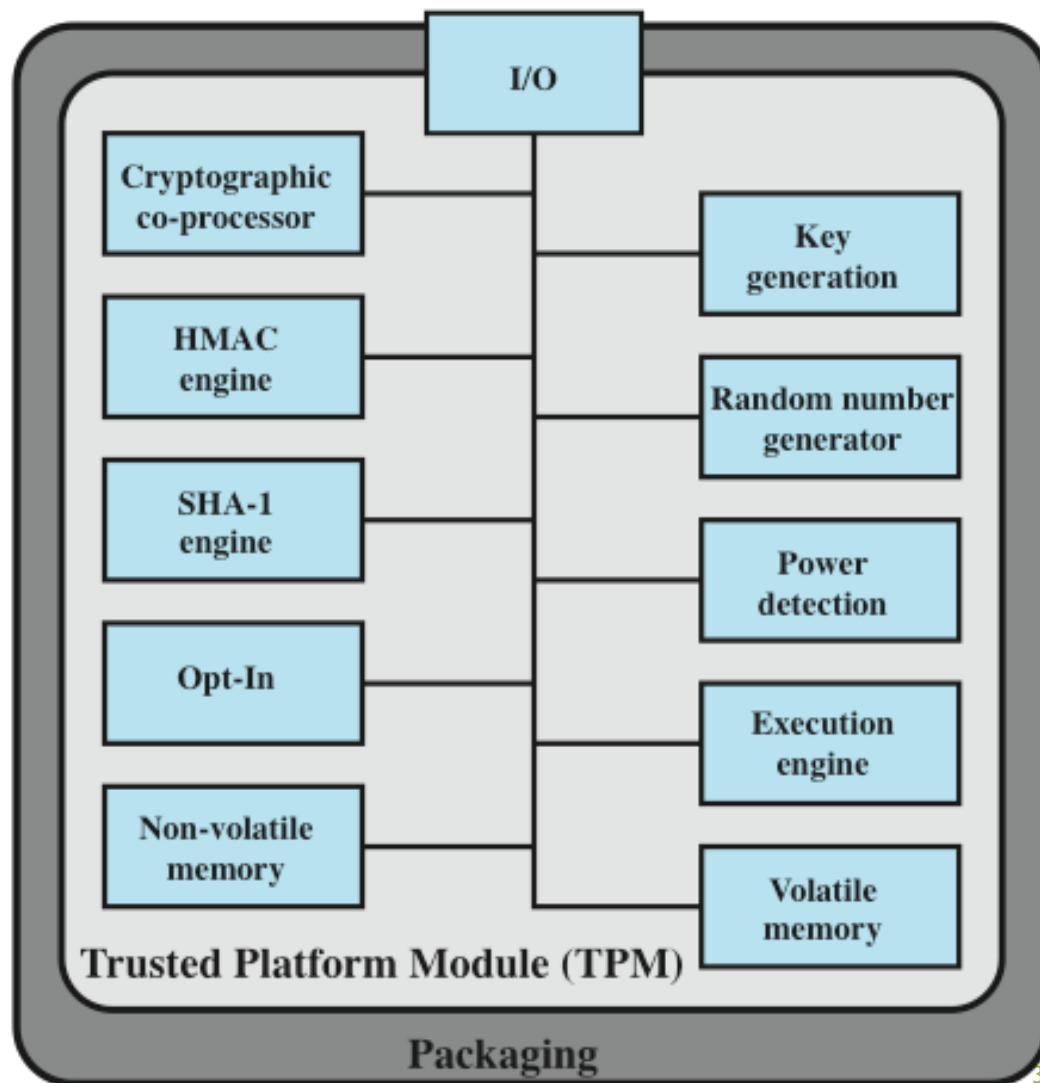 I/O
Cryptographic
co-processor
HMAC
engine
SHA-1
engine
Opt-In
Non-volatile
memory
Key
generation
Random number
generator
Power
detection
Execution
engine
Volatile
memory
Trusted Platform Module (TPM)
Packaging